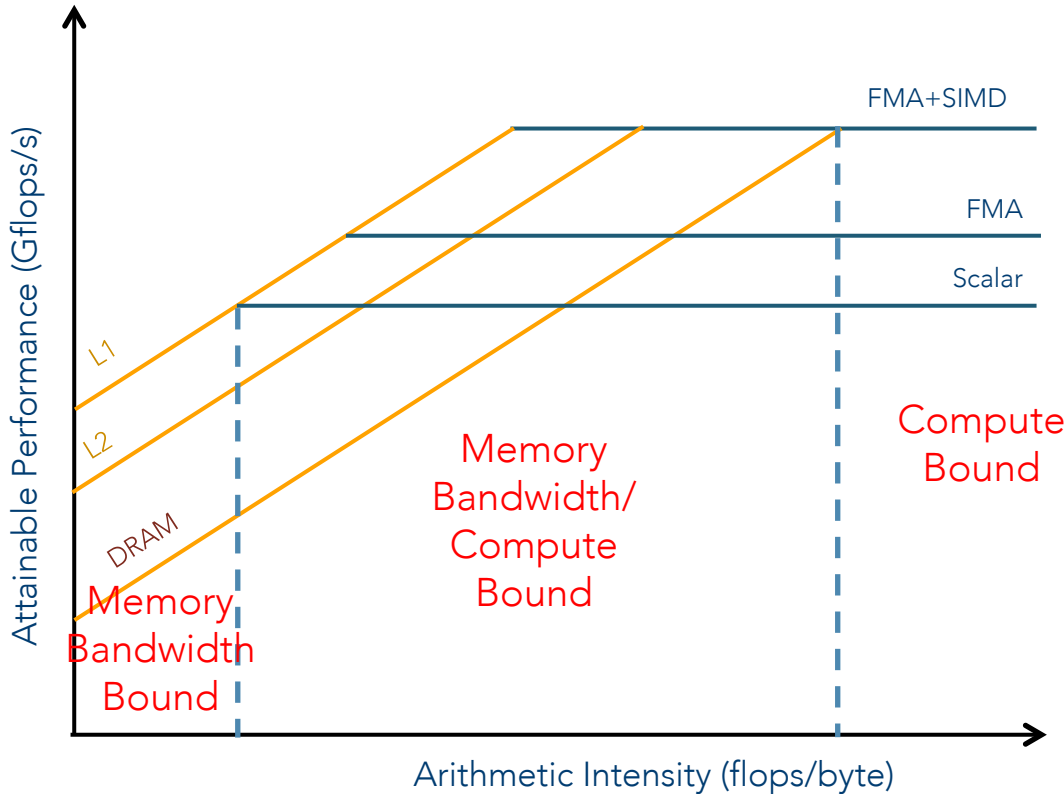 Attainable Performance (Gflops/s)
FMA+SIMD
FMA
Scalar
L1
L2
DRAM
Memory
Bandwidth
Bound
Memory
Bandwidth/
Compute
Bound
Compute
Bound
Arithmetic Intensity (flops/byte)